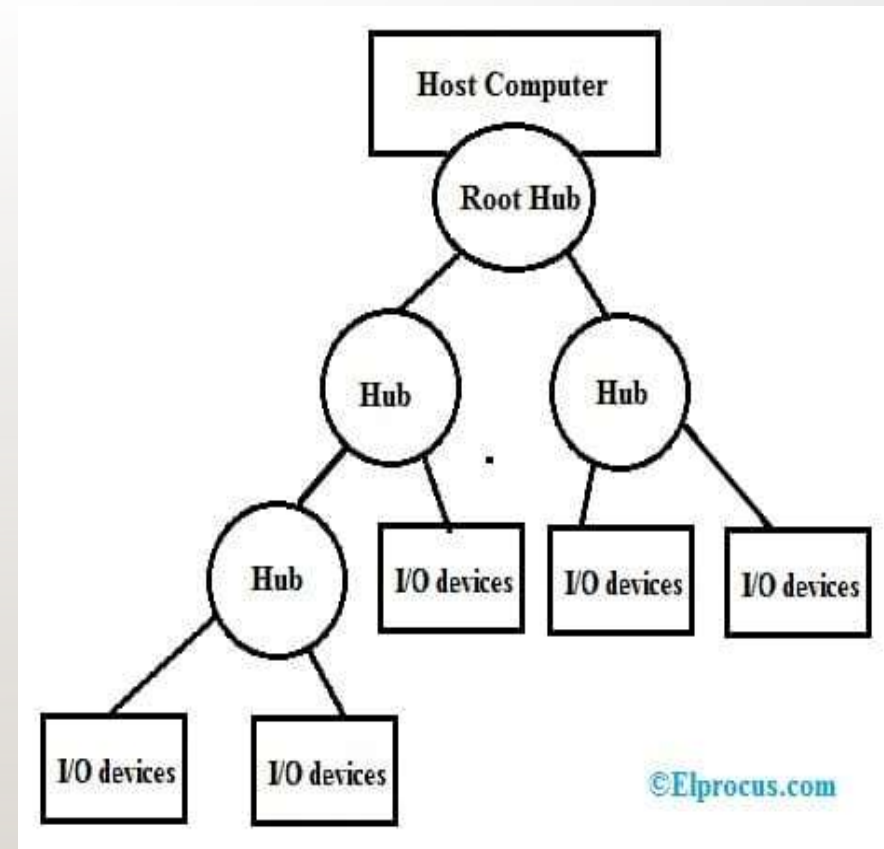 Host Computer
Root Hub
Hub
Hub
Hub
I/O devices
I/O devices
I/O devices
I/O devices
I/O devices
©Elprocus.com